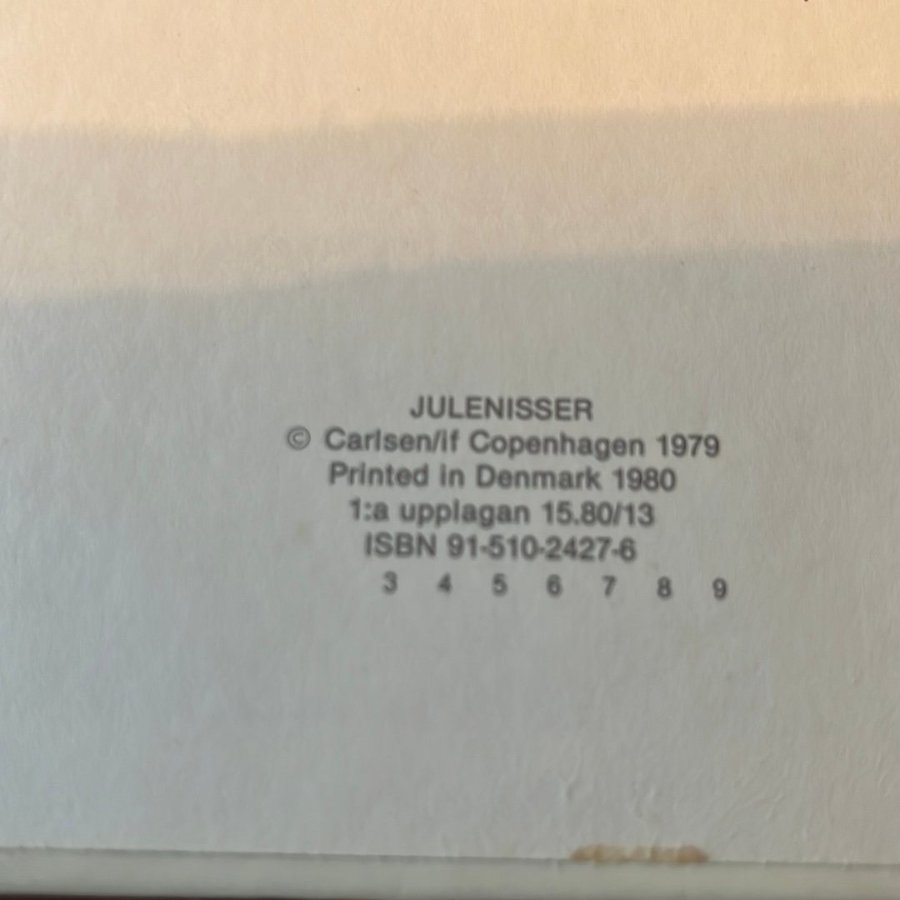 JULENISSER
© Carlsen/if Copenhagen 1979
Printed in Denmark 1980
1:a upplagan 15.80/13
ISBN 91-510-2427-6
3 4 5 6 7 8 9